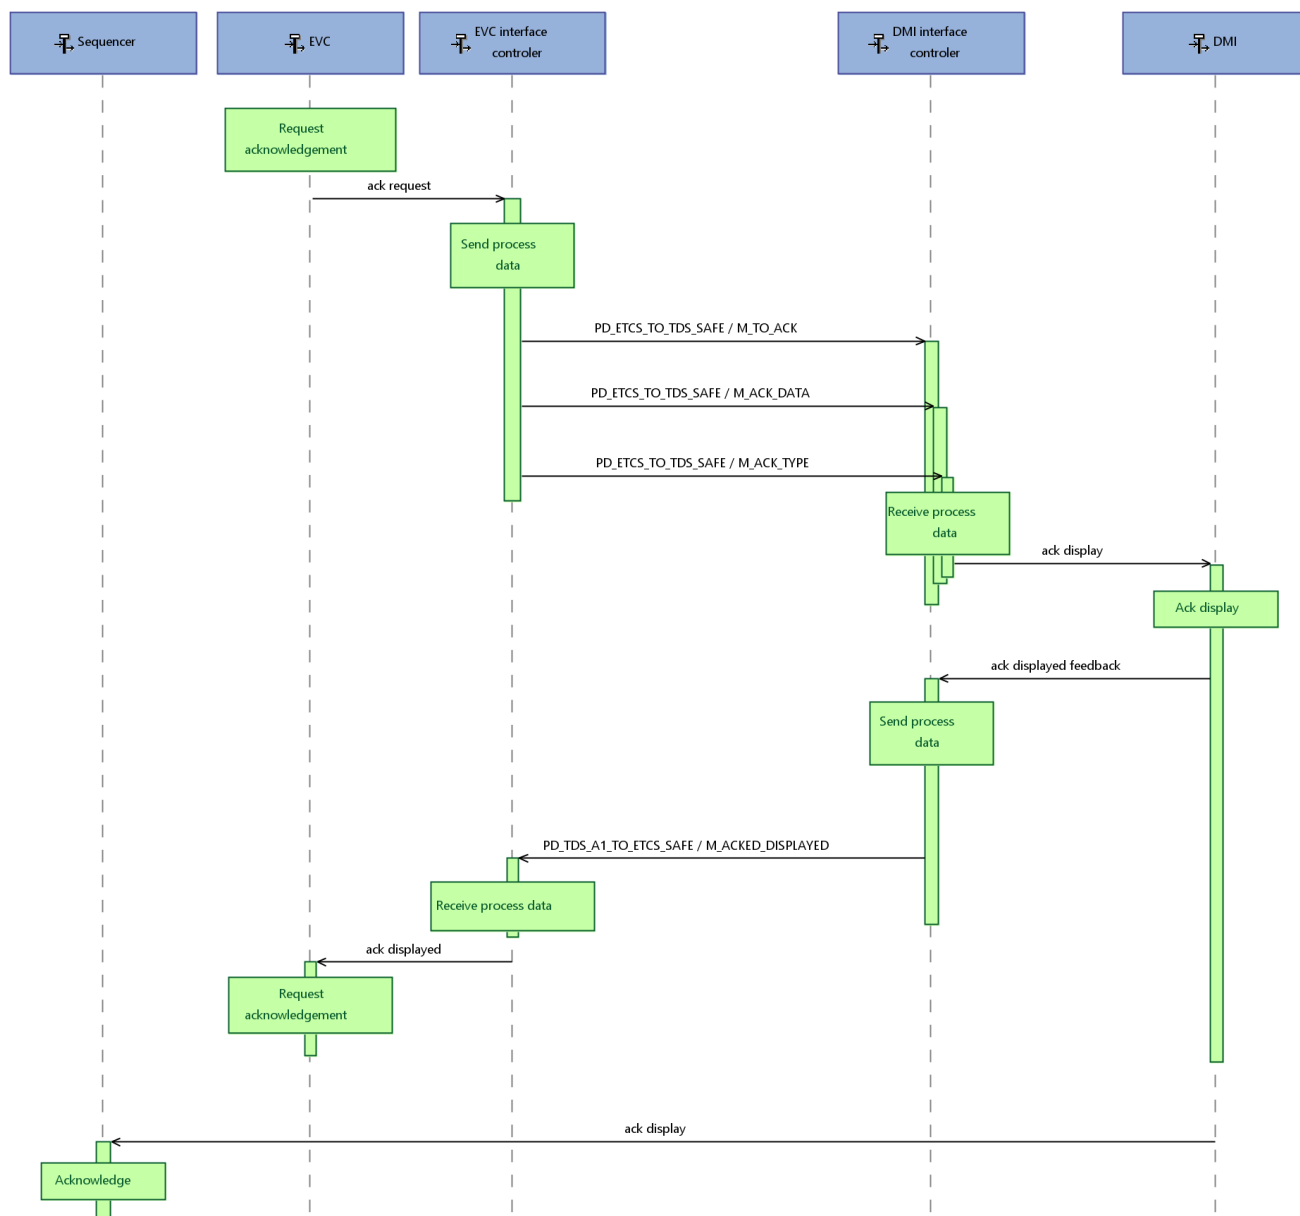 Sequencer
EVC
EVC interface
controler
DMI interface
controler
DMI
Request
acknowledgement
ack request
Send process
data
PD_ETCS_TO_TDS_SAFE / M_TO_ACK
PD_ETCS_TO_TDS_SAFE / M_ACK_DATA
PD_ETCS_TO_TDS_SAFE / M_ACK_TYPE
Receive process
data
ack display
Ack display
ack displayed feedback
Send process
data
PD_TDS_A1_TO_ETCS_SAFE / M_ACKED_DISPLAYED
Receive process data
ack displayed
Request
acknowledgement
ack display
Acknowledge